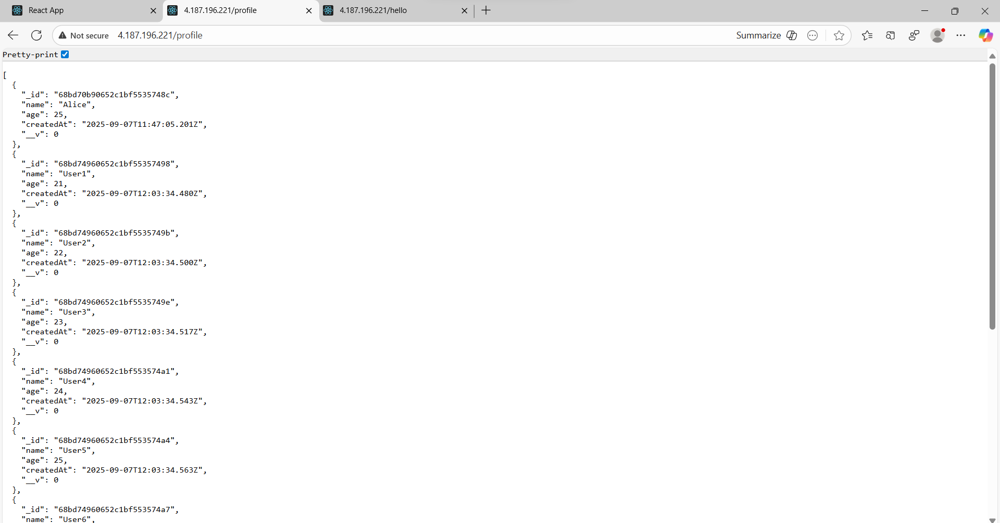 React App
4.187.196.221/profile
4.187.196.221/hello
Not secure
4.187.196.221/profile
Summarize
Pretty-print
[
  {
    "_id": "68bd70b90652c1bf5535748c",
    "name": "Alice",
    "age": 25,
    "createdAt": "2025-09-07T11:47:05.201Z",
    "__v": 0
  },
  {
    "_id": "68bd74960652c1bf55357498",
    "name": "User1",
    "age": 21,
    "createdAt": "2025-09-07T12:03:34.480Z",
    "__v": 0
  },
  {
    "_id": "68bd74960652c1bf5535749b",
    "name": "User2",
    "age": 22,
    "createdAt": "2025-09-07T12:03:34.500Z",
    "__v": 0
  },
  {
    "_id": "68bd74960652c1bf5535749e",
    "name": "User3",
    "age": 23,
    "createdAt": "2025-09-07T12:03:34.517Z",
    "__v": 0
  },
  {
    "_id": "68bd74960652c1bf553574a1",
    "name": "User4",
    "age": 24,
    "createdAt": "2025-09-07T12:03:34.543Z",
    "__v": 0
  },
  {
    "_id": "68bd74960652c1bf553574a4",
    "name": "User5",
    "age": 25,
    "createdAt": "2025-09-07T12:03:34.563Z",
    "__v": 0
  },
  {
    "_id": "68bd74960652c1bf553574a7",
    "name": "User6",